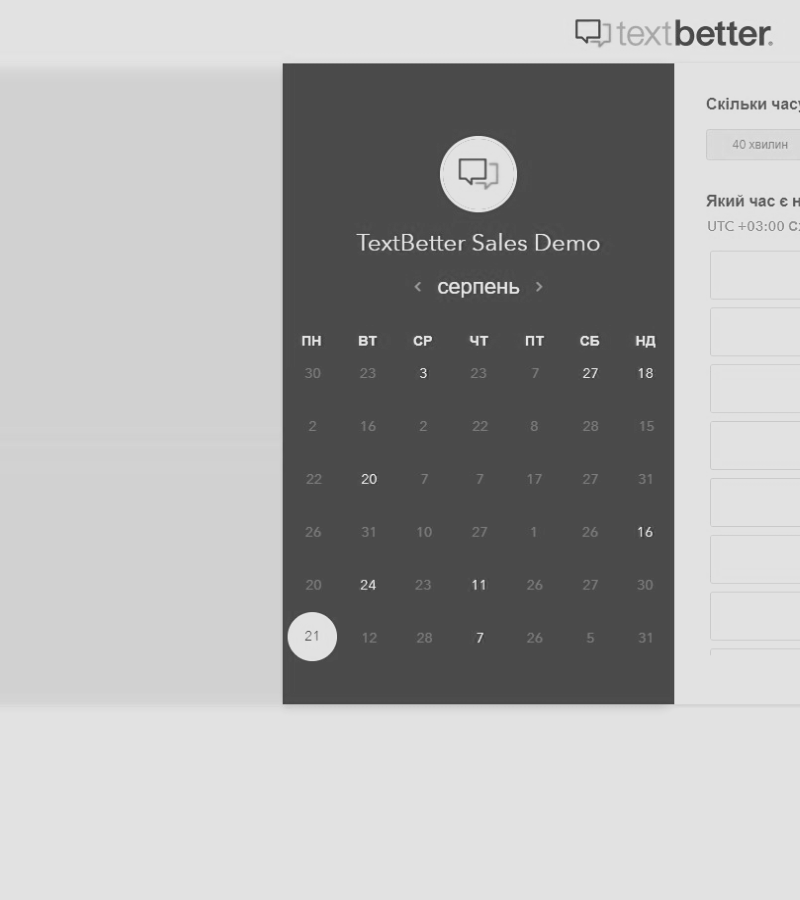 textbetter.
TextBetter Sales Demo
< серпень >
ПН ВТ СР ЧТ ПТ СБ НД
30 23 3 23 7 27 18
2 16 2 22 8 28 15
22 20 7 7 17 27 31
26 31 10 27 1 26 16
20 24 23 11 26 27 30
21 12 28 7 26 5 31
Скільки часу
40 хвилин
Який час є
UTC +03:00